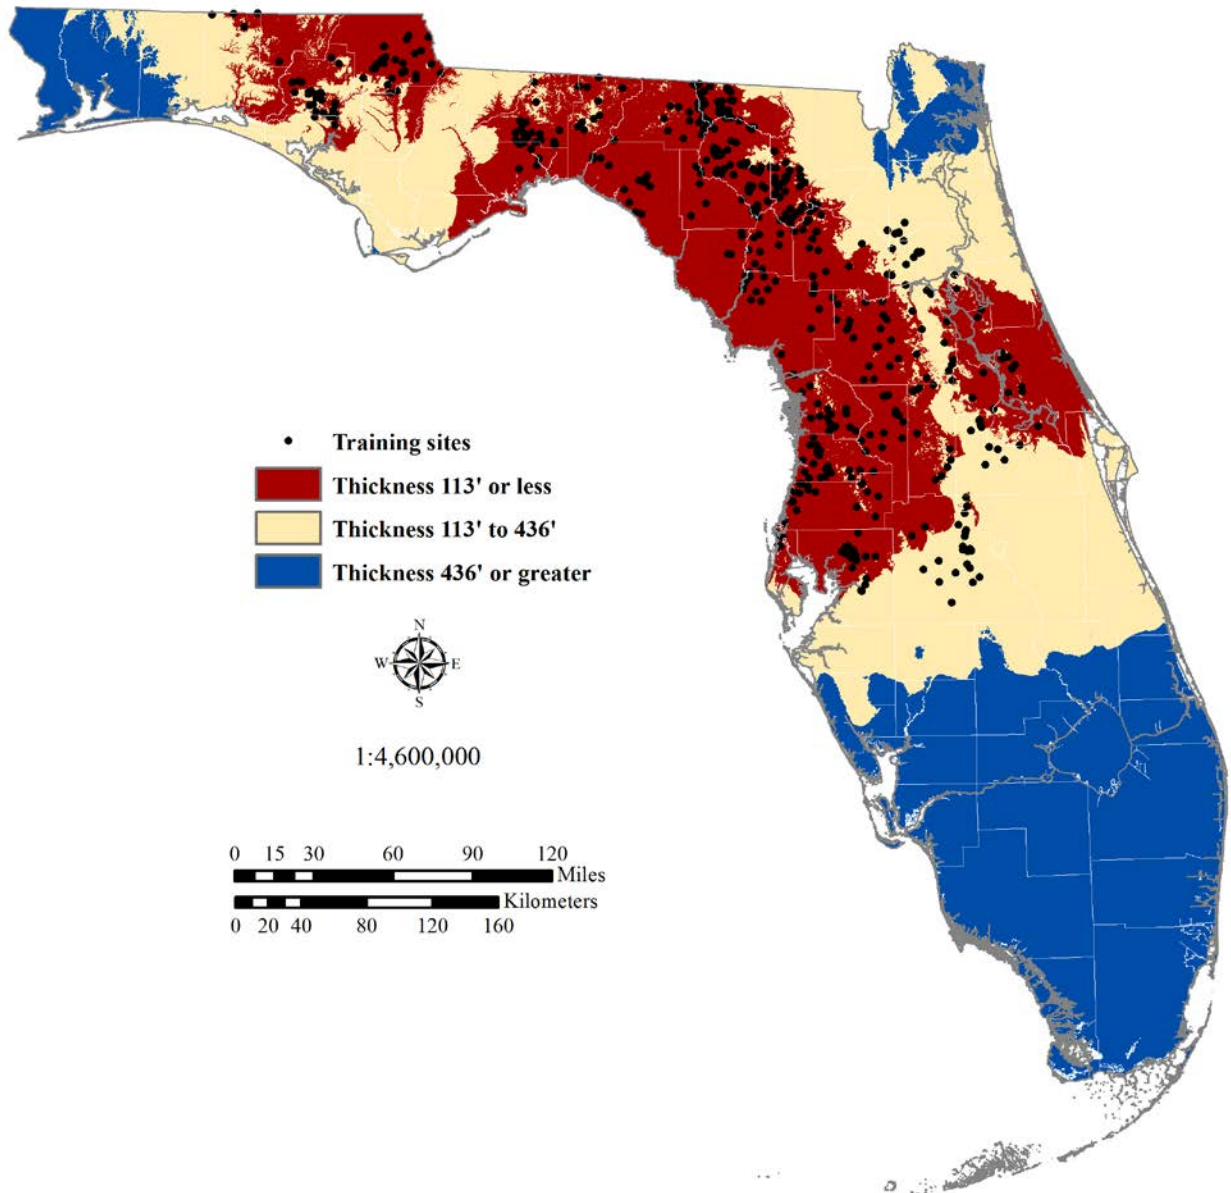 Training sites
Thickness 113' or less
Thickness 113' to 436'
Thickness 436' or greater
N
W E
S
1:4,600,000
0 15 30 60 90 120
Miles
Kilometers
0 20 40 80 120 160